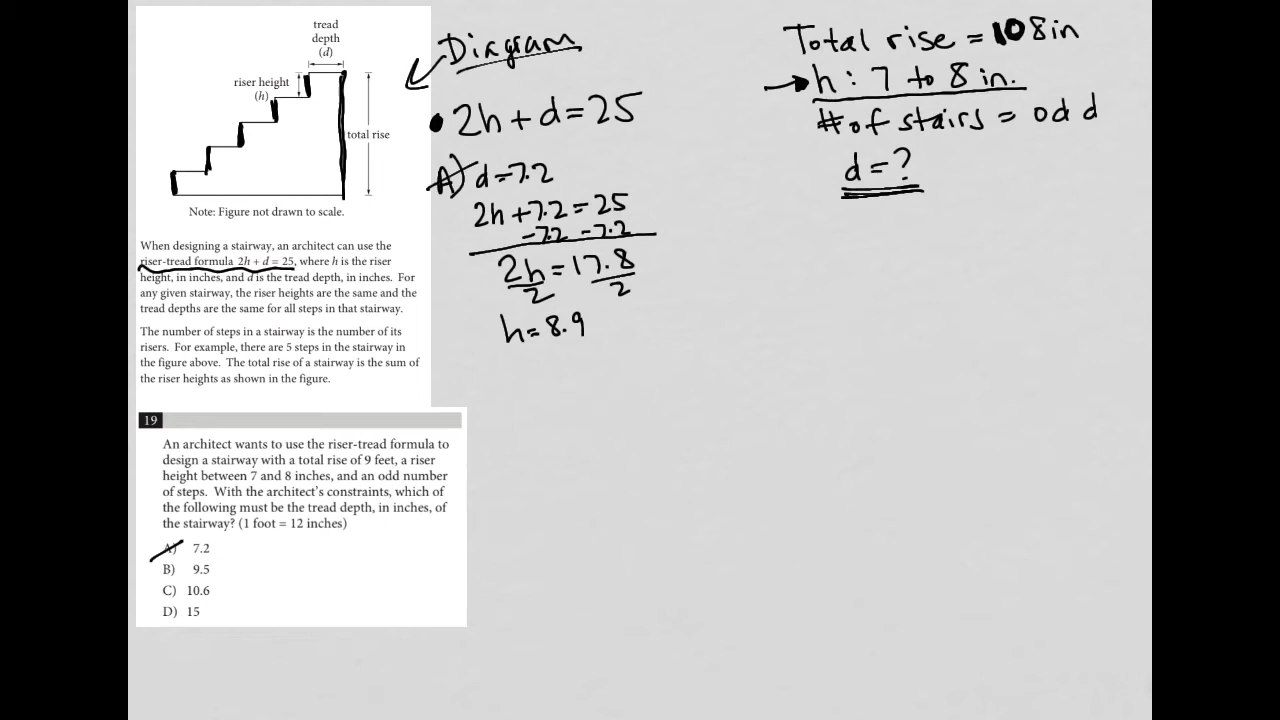 tread
depth
(d)
riser height
(h)
total rise
Note: Figure not drawn to scale.
When designing a stairway, an architect can use the
riser-tread formula 2h + d = 25, where h is the riser
height, in inches, and d is the tread depth, in inches. For
any given stairway, the riser heights are the same and the
tread depths are the same for all steps in that stairway.
The number of steps in a stairway is the number of its
risers. For example, there are 5 steps in the stairway in
the figure above. The total rise of a stairway is the sum of
the riser heights as shown in the figure.
19
An architect wants to use the riser-tread formula to
design a stairway with a total rise of 9 feet, a riser
height between 7 and 8 inches, and an odd number
of steps. With the architect's constraints, which of
the following must be the tread depth, in inches, of
the stairway? (1 foot = 12 inches)
A) 7.2
B) 9.5
C) 10.6
D) 15
Diagram
2h + d = 25
A) d = 7.2
2h + 7.2 = 25
-7.2 -7.2
2h = 17.8
2 2
h = 8.9
Total rise = 108in
h : 7 to 8 in.
# of stairs = odd
d = ?